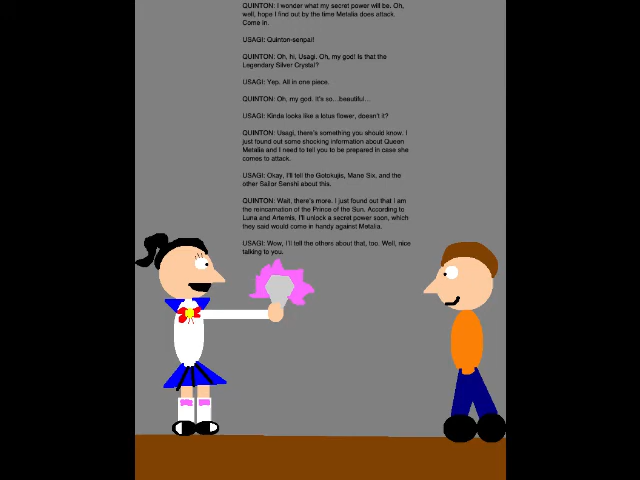 QUINTON: I wonder what my secret power will be. Oh,
well, hope I find out by the time Metalia does attack.
Come in.
USAGI: Quinton-senpai!
QUINTON: Oh, hi, Usagi. Oh, my god! Is that the
Legendary Silver Crystal?
USAGI: Yep. All in one piece.
QUINTON: Oh, my god. It's so...beautiful...
USAGI: Kinda looks like a lotus flower, doesn't it?
QUINTON: Usagi, there's something you should know. I
just found out some shocking information about Queen
Metalia and I need to tell you to be prepared in case she
comes to attack.
USAGI: Okay, I'll tell the Gotokujis, Mane Six, and the
other Sailor Senshi about this.
QUINTON: Wait, there's more. I just found out that I am
the reincarnation of the Prince of the Sun. According to
Luna and Artemis, I'll unlock a secret power soon, which
they said would come in handy against Metalia.
USAGI: Wow, I'll tell the others about that, too. Well, nice
talking to you.